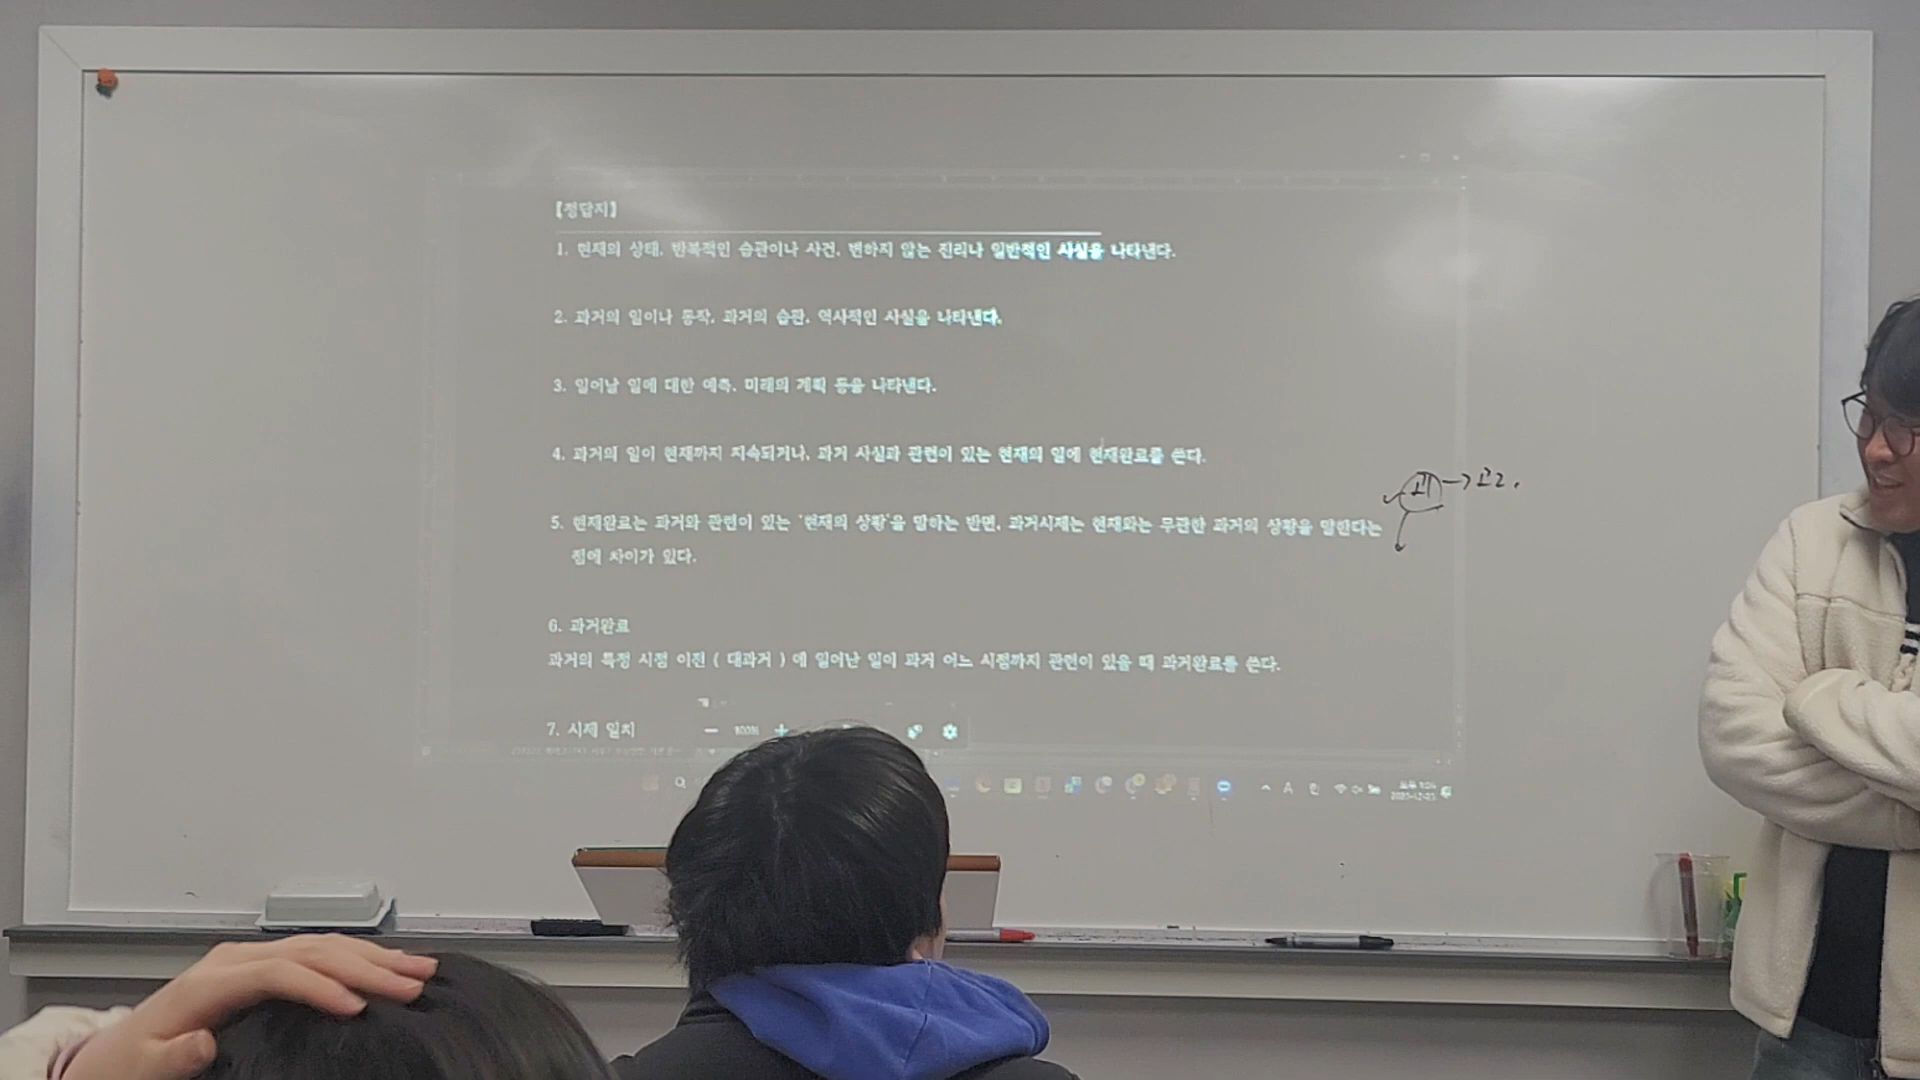 【정답지】
1. 현재의 상태, 반복적인 습관이나 사건, 변하지 않는 진리나 일반적인 사실을 나타낸다.
2. 과거의 일이나 동작, 과거의 습관, 역사적인 사실을 나타낸다.
3. 일어날 일에 대한 예측, 미래의 계획 등을 나타낸다.
4. 과거의 일이 현재까지 지속되거나, 과거 사실과 관련이 있는 현재의 일에 현재완료를 쓴다.
고1 → 고2.
5. 현재완료는 과거와 관련이 있는 '현재의 상황'을 말하는 반면, 과거시제는 현재와는 무관한 과거의 상황을 말한다는
점에 차이가 있다.
6. 과거완료
과거의 특정 시점 이전 ( 대과거 ) 에 일어난 일이 과거 어느 시점까지 관련이 있을 때 과거완료를 쓴다.
7. 시제 일치
100%
A 한